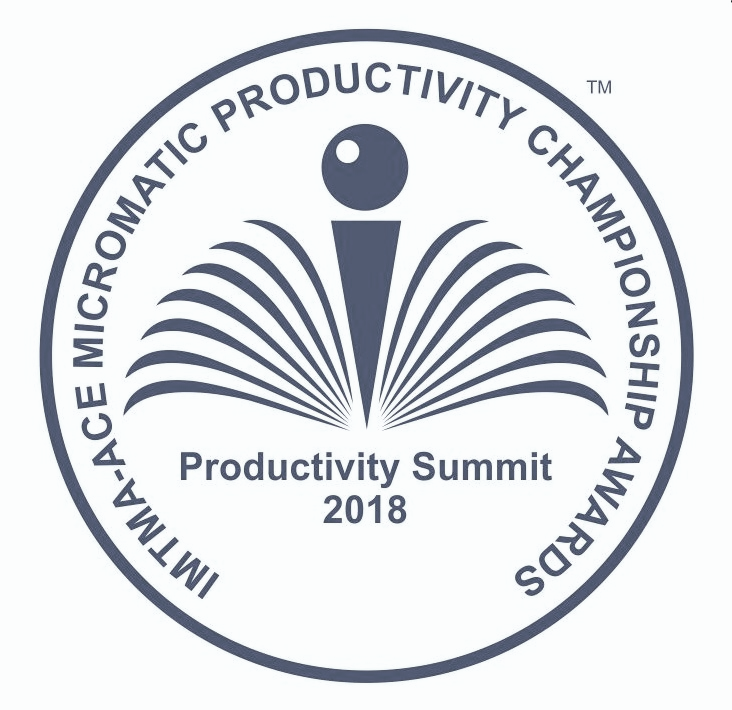 IMTMA-ACE MICROMATIC PRODUCTIVITY CHAMPIONSHIP AWARDS
TM
Productivity Summit
2018